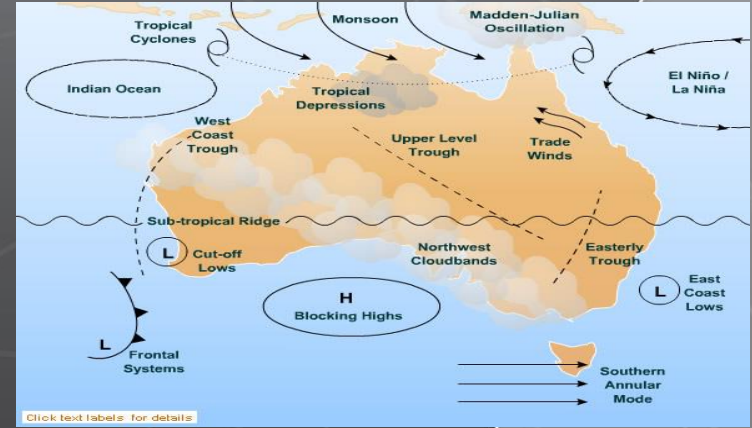 Tropical
Cyclones
Monsoon
Madden-Julian
Oscillation
Indian Ocean
El Niño /
La Niña
Tropical
Depressions
West
Coast
Trough
Upper Level
Trough
Trade
Winds
Sub-tropical Ridge
L
Cut-off
Lows
Northwest
Cloudbands
Easterly
Trough
H
Blocking Highs
L
East
Coast
Lows
L
Frontal
Systems
Southern
Annular
Mode
Click text labels for details